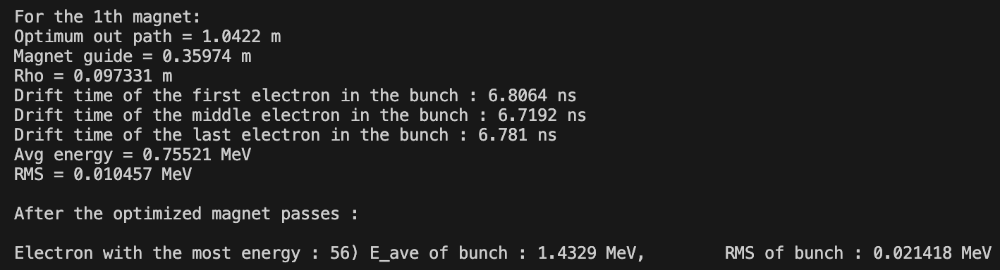 For the 1th magnet:
Optimum out path = 1.0422 m
Magnet guide = 0.35974 m
Rho = 0.097331 m
Drift time of the first electron in the bunch : 6.8064 ns
Drift time of the middle electron in the bunch : 6.7192 ns
Drift time of the last electron in the bunch : 6.781 ns
Avg energy = 0.75521 MeV
RMS = 0.010457 MeV
After the optimized magnet passes :
Electron with the most energy : 56) E_ave of bunch : 1.4329 MeV, RMS of bunch : 0.021418 MeV